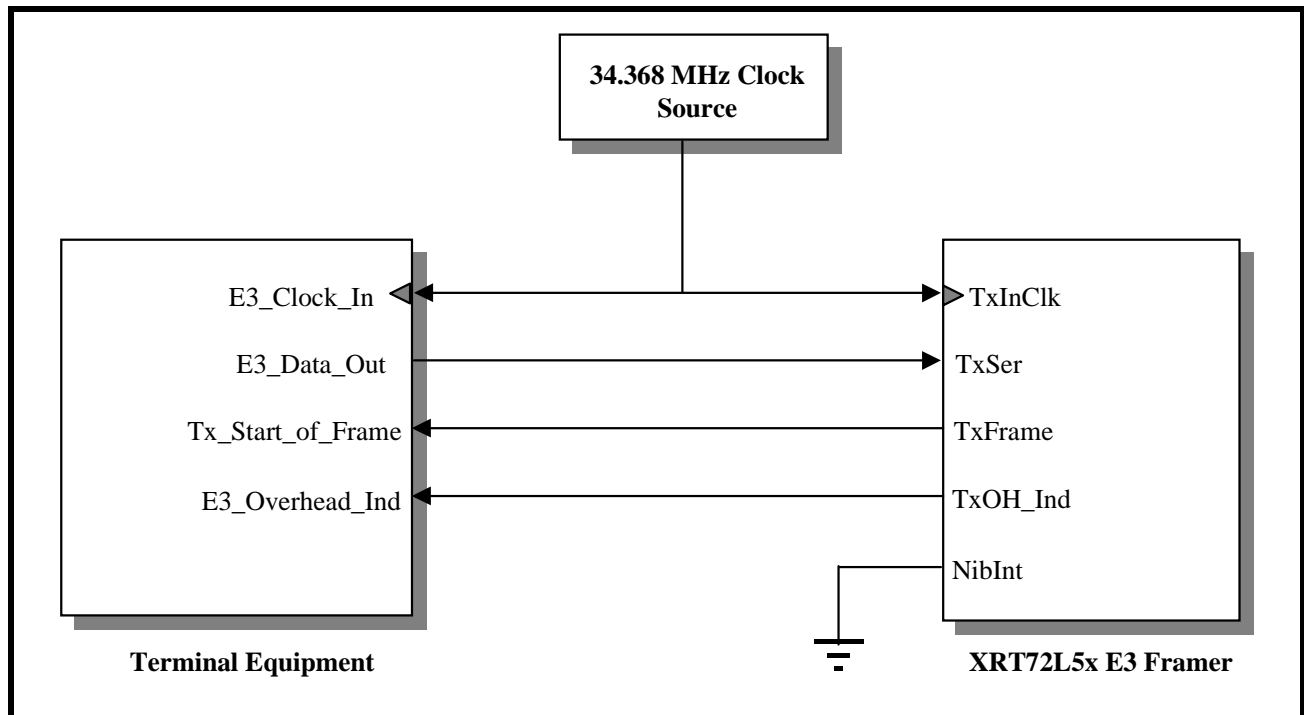 34.368 MHz Clock
Source
E3_Clock_In
TxInClk
E3_Data_Out
TxSer
Tx_Start_of_Frame
TxFrame
E3_Overhead_Ind
TxOH_Ind
NibInt
Terminal Equipment
XRT72L5x E3 Framer